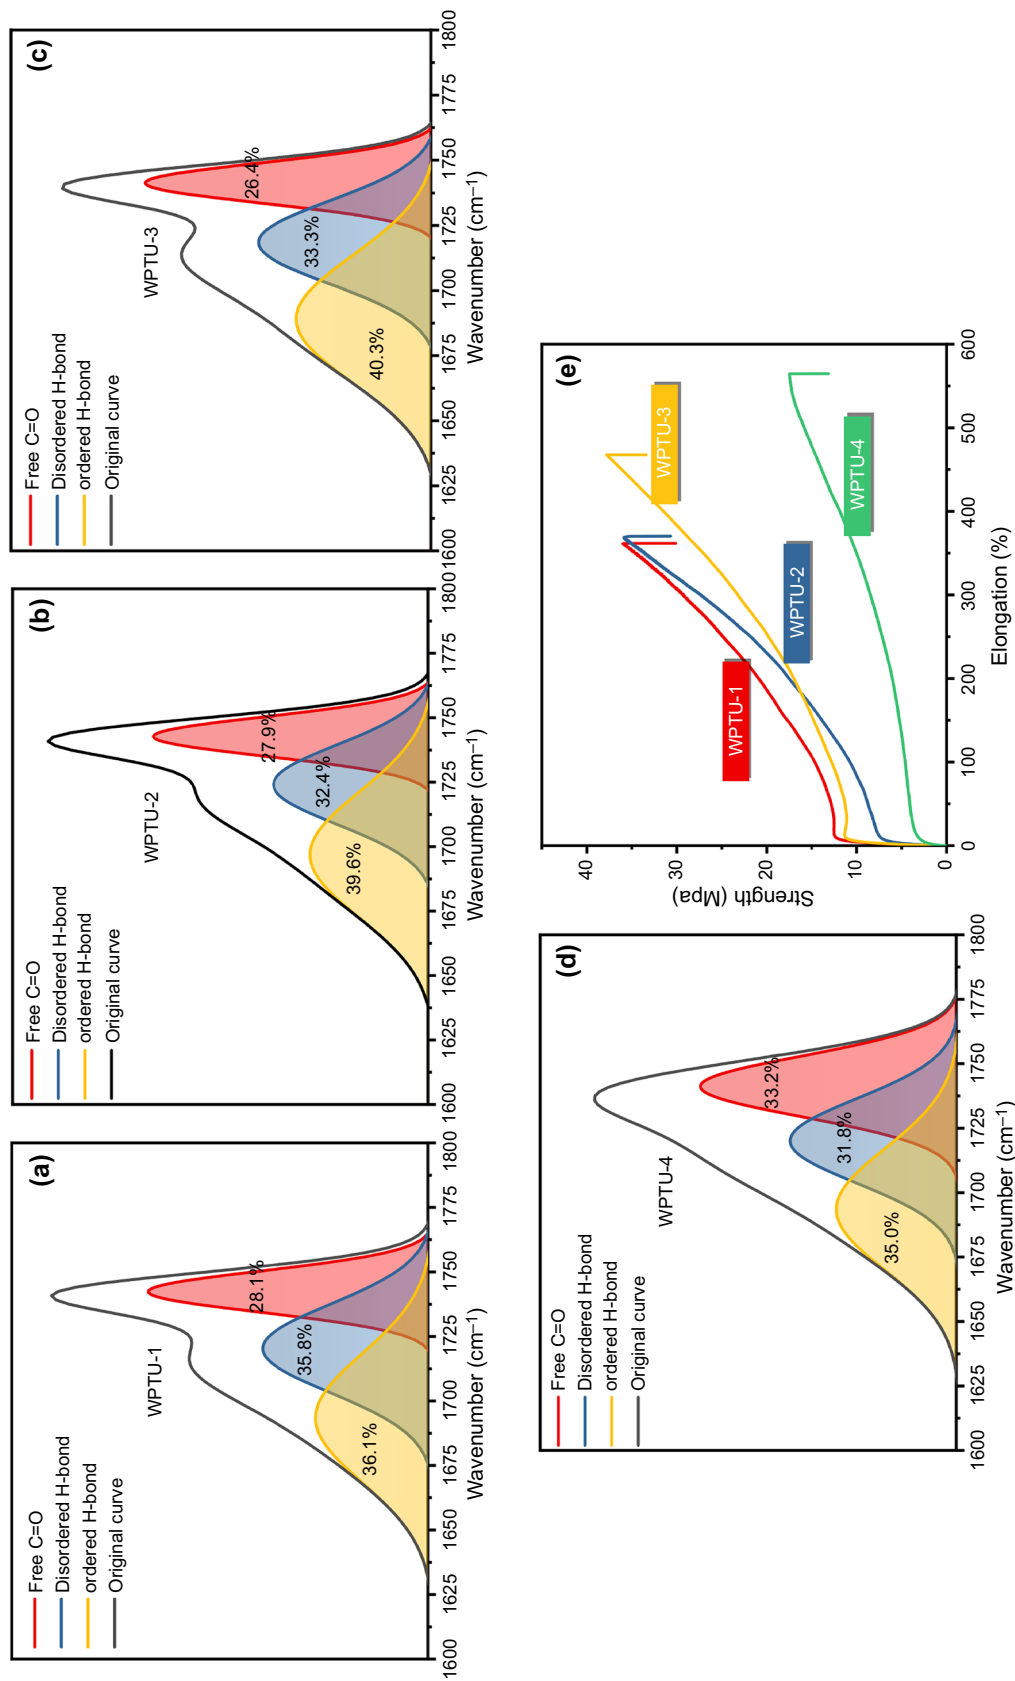 (a)
Free C=O
Disordered H-bond
ordered H-bond
Original curve
WPTU-1
36.1%
35.8%
28.1%
1600 1625 1650 1675 1700 1725 1750 1775 1800
Wavenumber (cm⁻¹)
(b)
Free C=O
Disordered H-bond
ordered H-bond
Original curve
WPTU-2
39.6%
32.4%
27.9%
1600 1625 1650 1675 1700 1725 1750 1775 1800
Wavenumber (cm⁻¹)
(c)
Free C=O
Disordered H-bond
ordered H-bond
Original curve
WPTU-3
40.3%
33.3%
26.4%
1600 1625 1650 1675 1700 1725 1750 1775 1800
Wavenumber (cm⁻¹)
(d)
Free C=O
Disordered H-bond
ordered H-bond
Original curve
WPTU-4
35.0%
31.8%
33.2%
1600 1625 1650 1675 1700 1725 1750 1775 1800
Wavenumber (cm⁻¹)
(e)
Strength (Mpa)
40
30
20
10
0
WPTU-1
WPTU-2
WPTU-3
WPTU-4
0 100 200 300 400 500 600
Elongation (%)